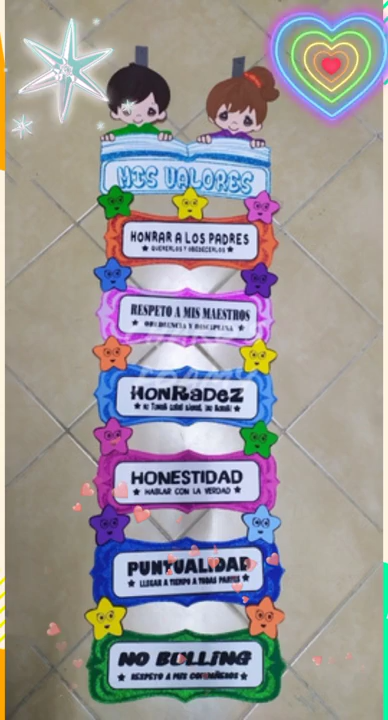 MIS VALORES
HONRAR A LOS PADRES
QUERERLOS Y OBEDECERLOS
RESPETO A MIS MAESTROS
OBEDIENCIA Y DISCIPLINA
HONRadeZ
HONESTIDAD
HABLAR CON LA VERDAD
PUNTUALIDAD
LLEGAR A TIEMPO A TODAS PARTES
NO BULLING
RESPETO A MIS COMPAÑEROS